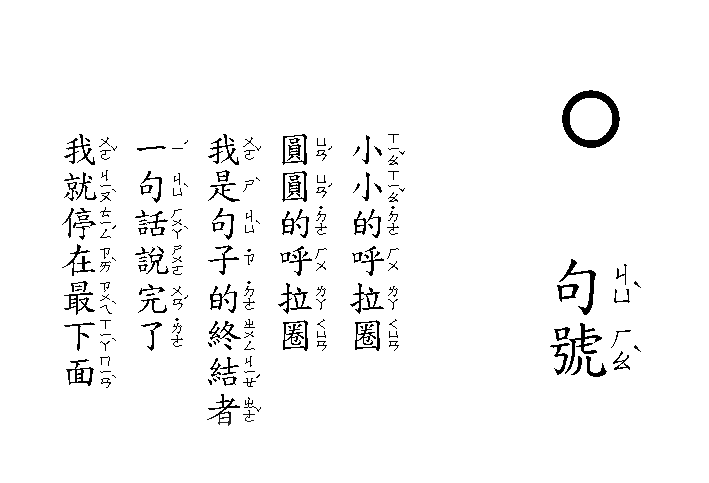 。
句號
小小的呼拉圈
圓圓的呼拉圈
我是句子的終結者
一句話說完了
我就停在最下面